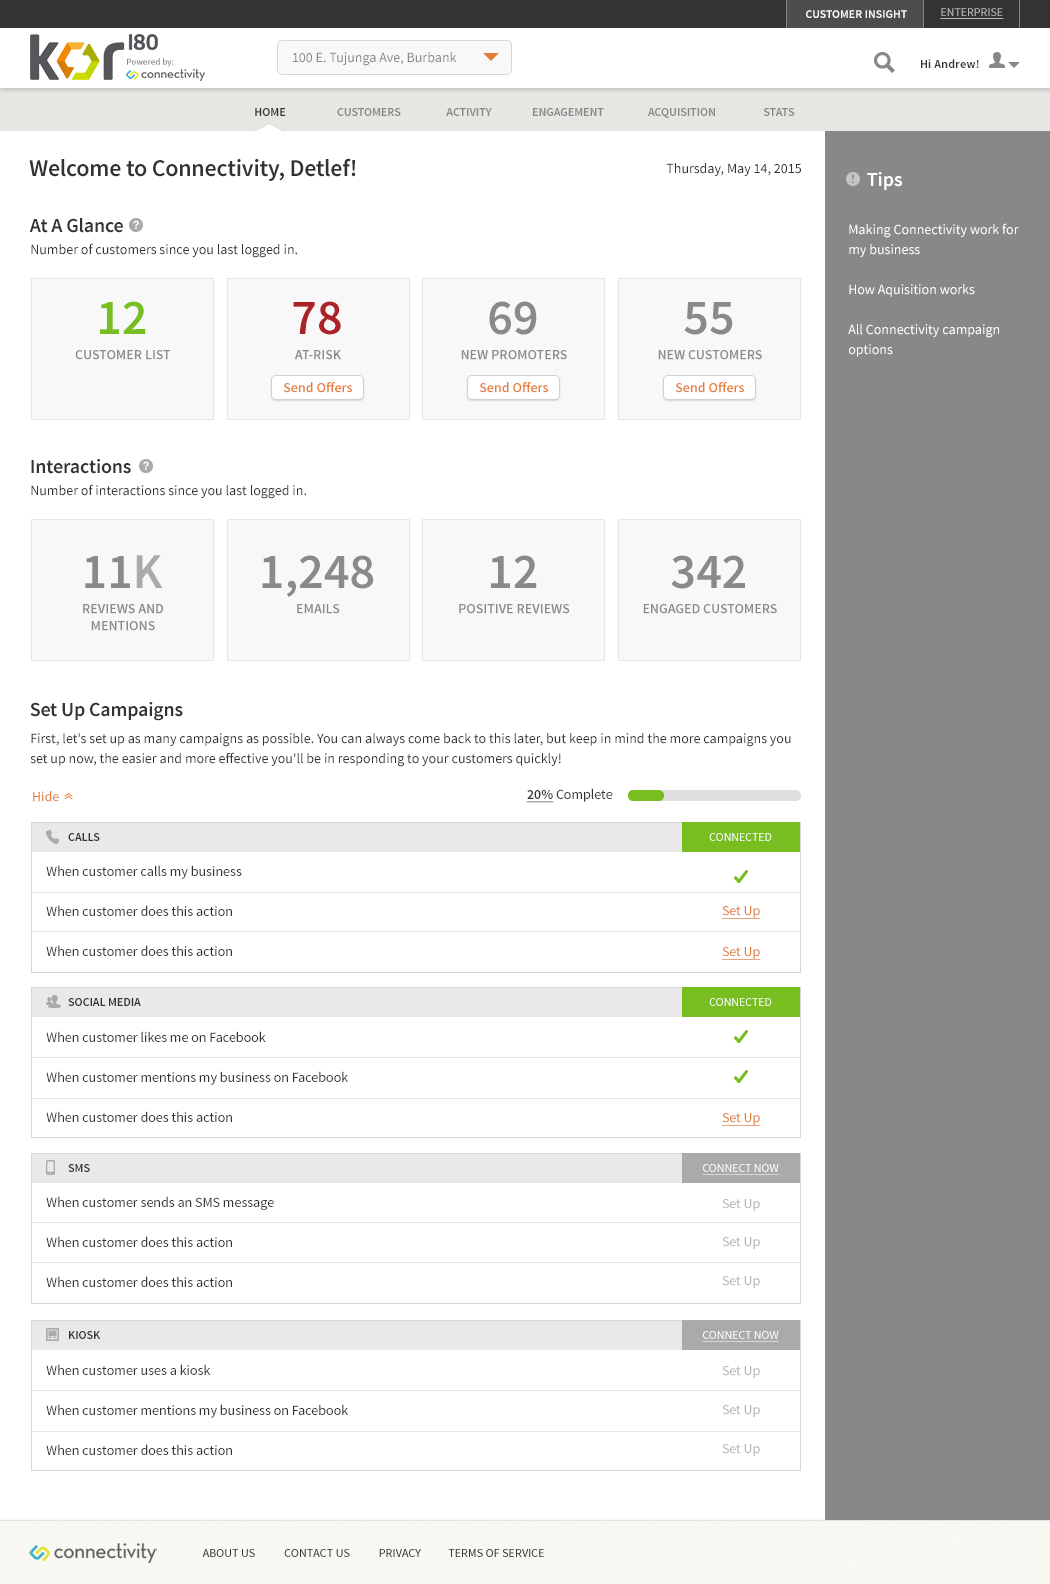 CUSTOMER INSIGHT
ENTERPRISE
kor180
Powered by:
connectivity
100 E. Tujunga Ave, Burbank
Hi Andrew!
HOME
CUSTOMERS
ACTIVITY
ENGAGEMENT
ACQUISITION
STATS
Welcome to Connectivity, Detlef!
Thursday, May 14, 2015
At A Glance ?
Number of customers since you last logged in.
12
CUSTOMER LIST
78
AT-RISK
Send Offers
69
NEW PROMOTERS
Send Offers
55
NEW CUSTOMERS
Send Offers
Interactions ?
Number of interactions since you last logged in.
11K
REVIEWS AND
MENTIONS
1,248
EMAILS
12
POSITIVE REVIEWS
342
ENGAGED CUSTOMERS
Set Up Campaigns
First, let's set up as many campaigns as possible. You can always come back to this later, but keep in mind the more campaigns you
set up now, the easier and more effective you'll be in responding to your customers quickly!
Hide
20% Complete
CALLS
CONNECTED
When customer calls my business
When customer does this action
Set Up
When customer does this action
Set Up
SOCIAL MEDIA
CONNECTED
When customer likes me on Facebook
When customer mentions my business on Facebook
When customer does this action
Set Up
SMS
CONNECT NOW
When customer sends an SMS message
Set Up
When customer does this action
Set Up
When customer does this action
Set Up
KIOSK
CONNECT NOW
When customer uses a kiosk
Set Up
When customer mentions my business on Facebook
Set Up
When customer does this action
Set Up
! Tips
Making Connectivity work for
my business
How Aquisition works
All Connectivity campaign
options
connectivity
ABOUT US
CONTACT US
PRIVACY
TERMS OF SERVICE